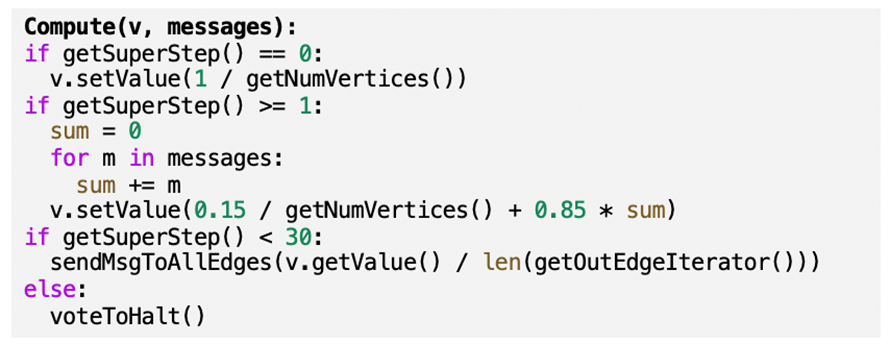 Compute(v, messages):
if getSuperStep() == 0:
  v.setValue(1 / getNumVertices())
if getSuperStep() >= 1:
  sum = 0
  for m in messages:
    sum += m
  v.setValue(0.15 / getNumVertices() + 0.85 * sum)
if getSuperStep() < 30:
  sendMsgToAllEdges(v.getValue() / len(getOutEdgeIterator()))
else:
  voteToHalt()